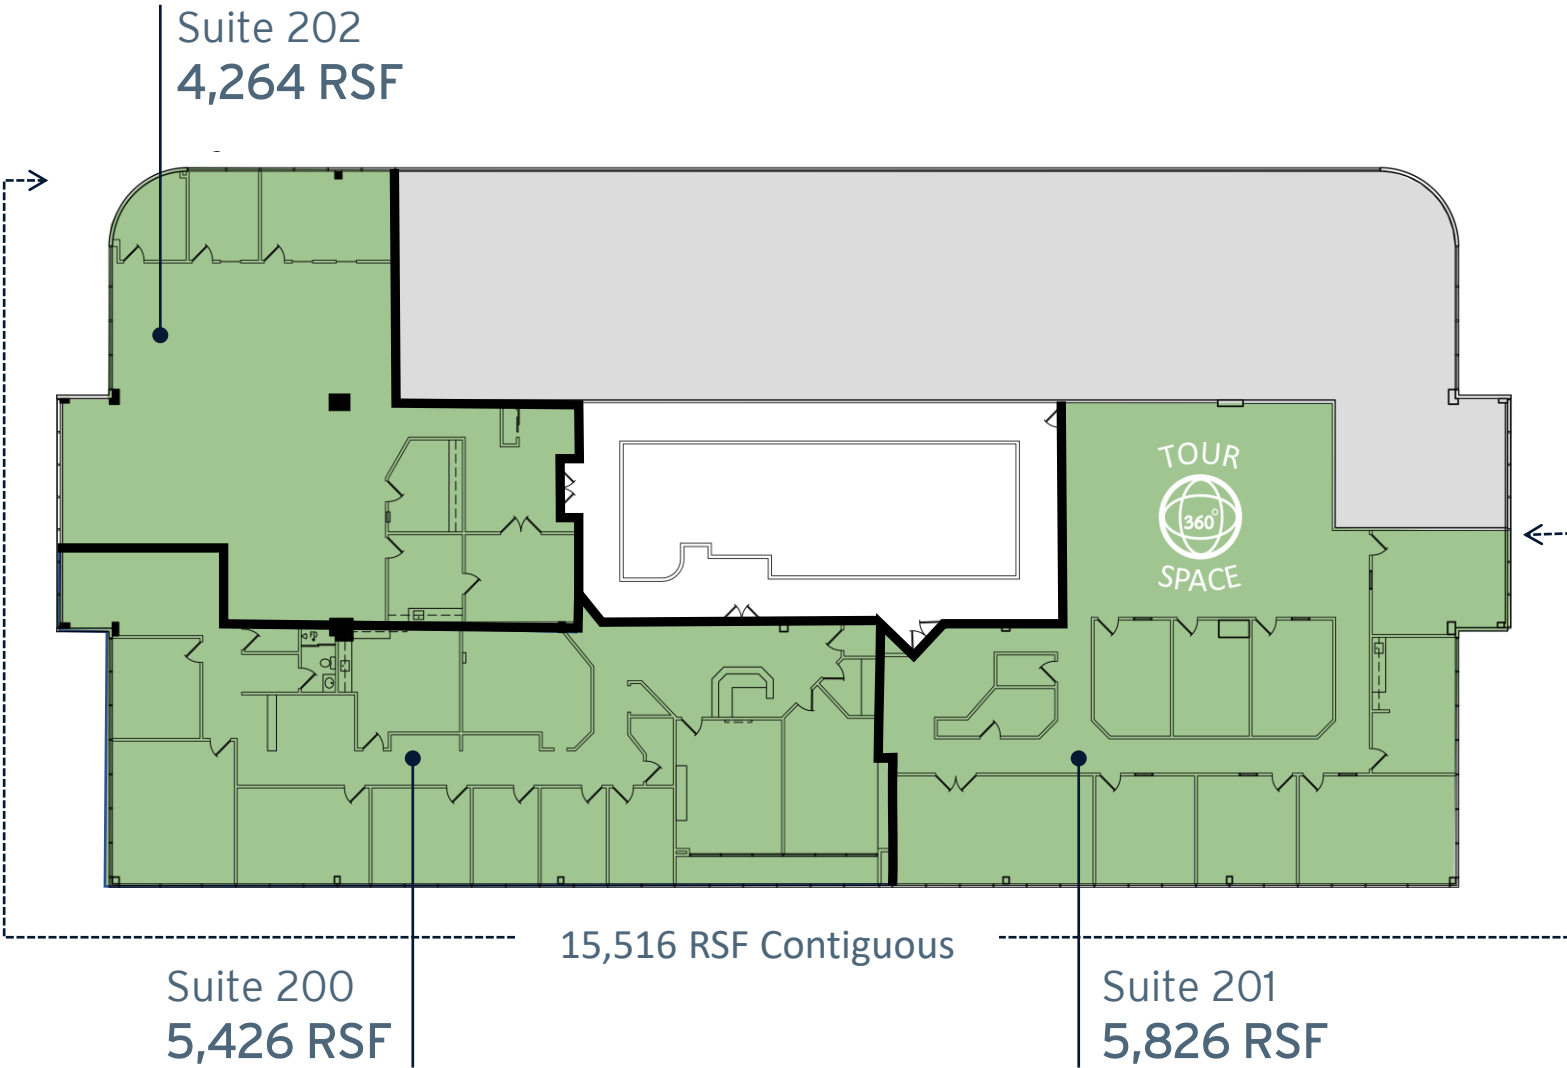 Suite 202
4,264 RSF
TOUR
360°
SPACE
15,516 RSF Contiguous
Suite 200
5,426 RSF
Suite 201
5,826 RSF